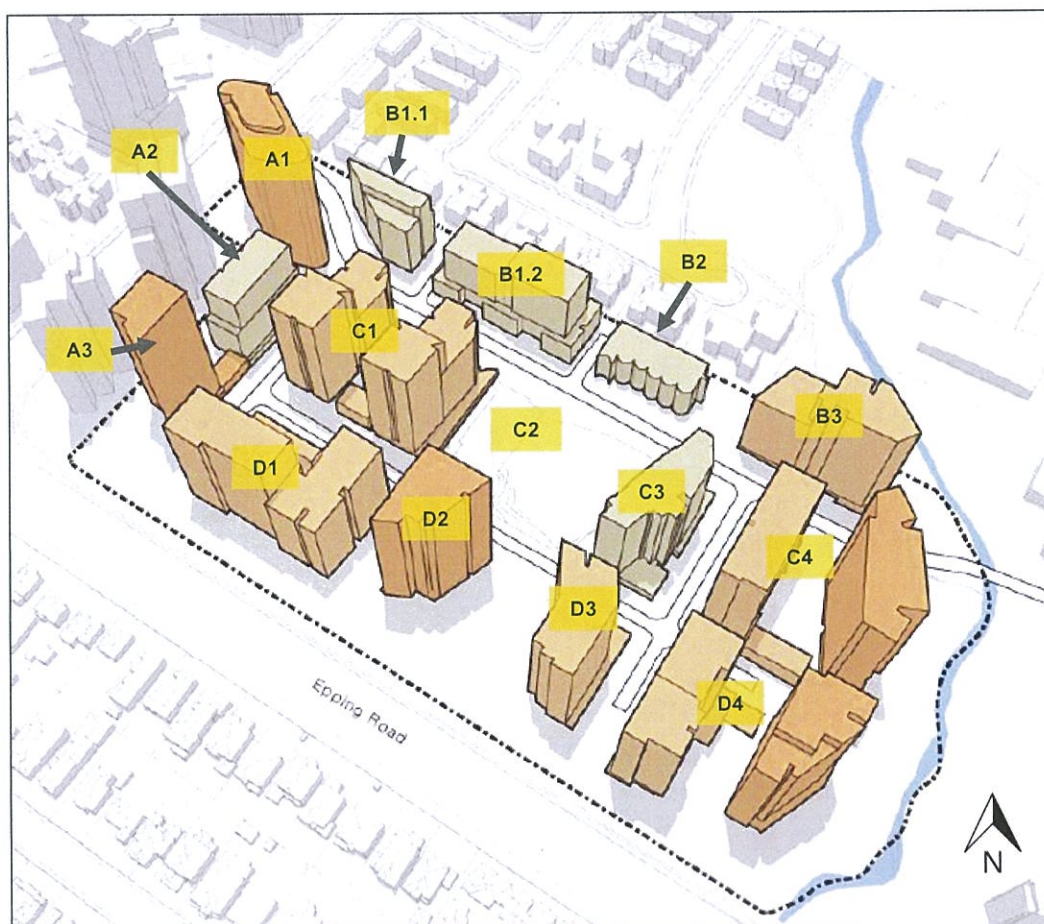 B1.1
A2
A1
B1.2
B2
C1
A3
B3
C2
D1
C3
D2
C4
D3
D4
Epping Road
N